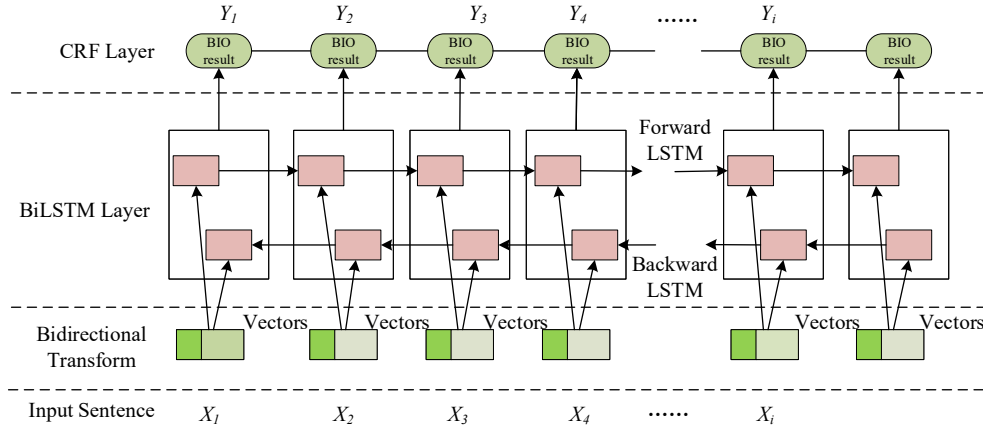 Y1 Y2 Y3 Y4 ...... Yi
CRF Layer
BIO result
BIO result
BIO result
BIO result
BIO result
BIO result
Forward
LSTM
BiLSTM Layer
Backward
LSTM
Bidirectional
Transform
Vectors
Vectors
Vectors
Vectors
Vectors
Input Sentence X1 X2 X3 X4 ...... Xi